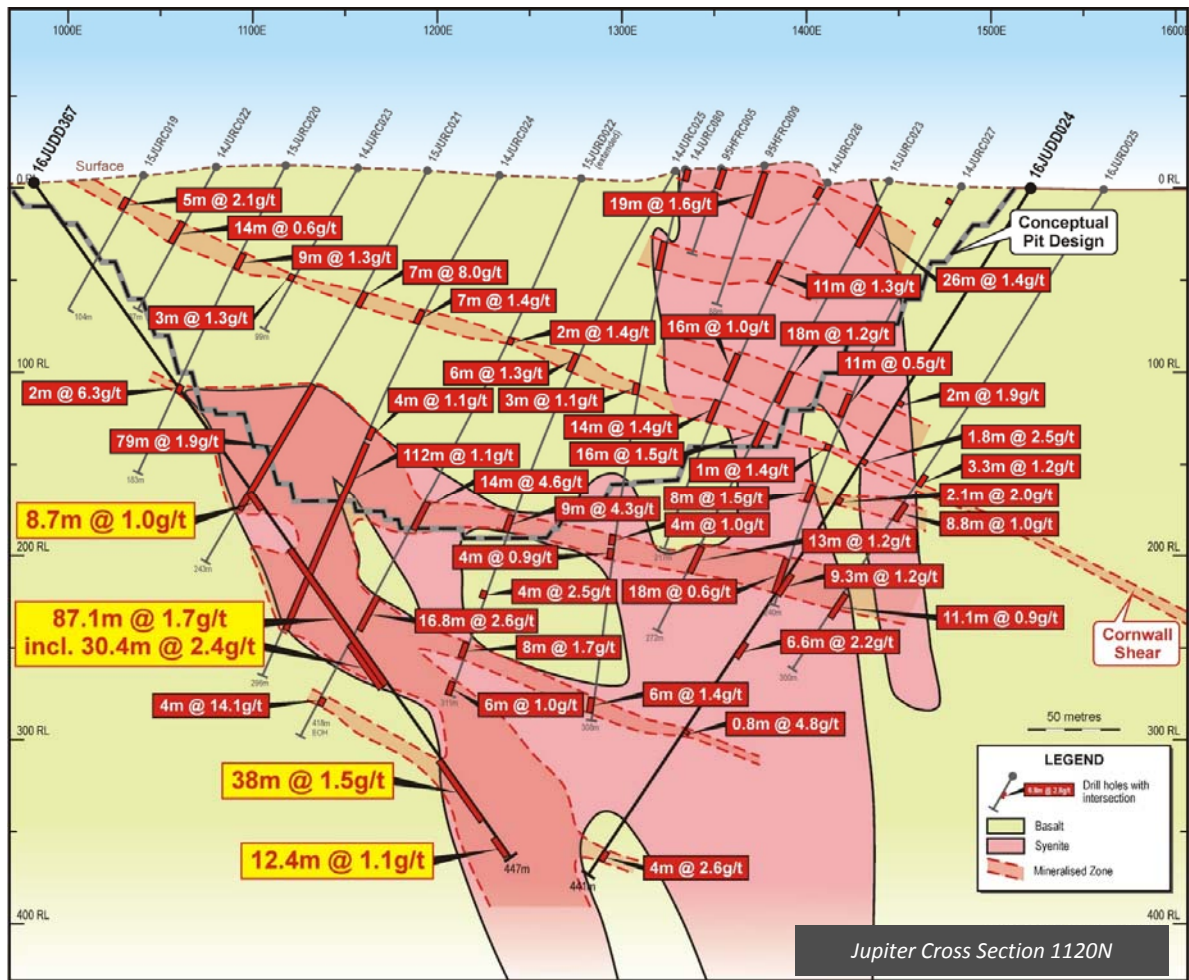 1000E
1100E
1200E
1300E
1400E
1500E
1600E
16JUDD367
15JURC019
14JURC022
15JURC020
14JURC023
15JURC021
14JURC024
15JURD022
(extended)
14JURC025
14JURC080
95HFRC005
95HFRC009
14JURC026
15JURC023
14JURC027
16JUDD024
16JURD025
Surface
0 RL
0 RL
Conceptual
Pit Design
5m @ 2.1g/t
14m @ 0.6g/t
9m @ 1.3g/t
3m @ 1.3g/t
7m @ 8.0g/t
7m @ 1.4g/t
2m @ 1.4g/t
19m @ 1.6g/t
11m @ 1.3g/t
26m @ 1.4g/t
16m @ 1.0g/t
18m @ 1.2g/t
11m @ 0.5g/t
104m
99m
100 RL
100 RL
2m @ 6.3g/t
4m @ 1.1g/t
6m @ 1.3g/t
3m @ 1.1g/t
2m @ 1.9g/t
79m @ 1.9g/t
112m @ 1.1g/t
14m @ 1.4g/t
16m @ 1.5g/t
1m @ 1.4g/t
1.8m @ 2.5g/t
3.3m @ 1.2g/t
183m
14m @ 4.6g/t
9m @ 4.3g/t
8m @ 1.5g/t
2.1m @ 2.0g/t
8.7m @ 1.0g/t
4m @ 1.0g/t
8.8m @ 1.0g/t
200 RL
200 RL
243m
4m @ 0.9g/t
13m @ 1.2g/t
4m @ 2.5g/t
18m @ 0.6g/t
9.3m @ 1.2g/t
87.1m @ 1.7g/t
incl. 30.4m @ 2.4g/t
16.8m @ 2.6g/t
11.1m @ 0.9g/t
272m
8m @ 1.7g/t
6.6m @ 2.2g/t
Cornwall
Shear
300m
4m @ 14.1g/t
418m
EOH
6m @ 1.0g/t
6m @ 1.4g/t
0.8m @ 4.8g/t
300 RL
300 RL
50 metres
38m @ 1.5g/t
12.4m @ 1.1g/t
447m
441m
4m @ 2.6g/t
400 RL
400 RL
LEGEND
Drill holes with
intersection
Basalt
Syenite
Mineralised Zone
Jupiter Cross Section 1120N